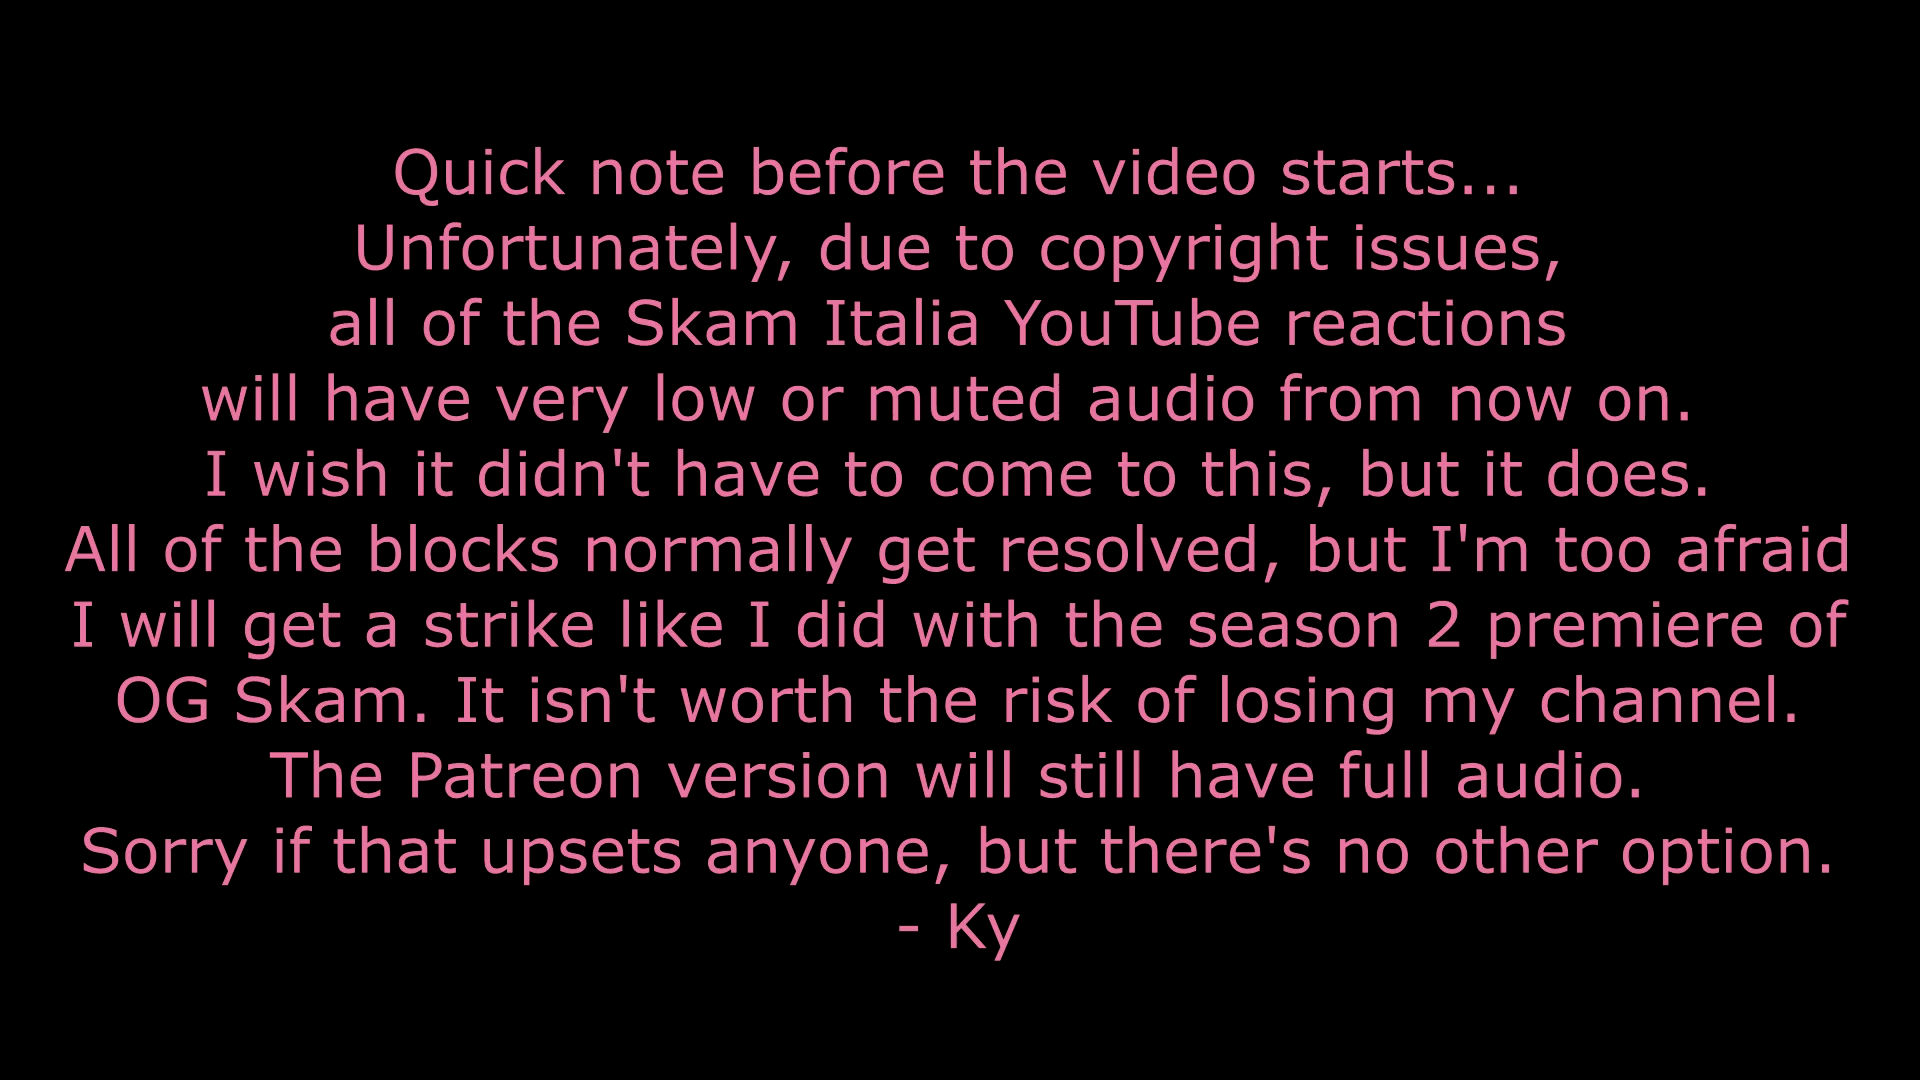 Quick note before the video starts...
Unfortunately, due to copyright issues,
all of the Skam Italia YouTube reactions
will have very low or muted audio from now on.
I wish it didn't have to come to this, but it does.
All of the blocks normally get resolved, but I'm too afraid
I will get a strike like I did with the season 2 premiere of
OG Skam. It isn't worth the risk of losing my channel.
The Patreon version will still have full audio.
Sorry if that upsets anyone, but there's no other option.
- Ky